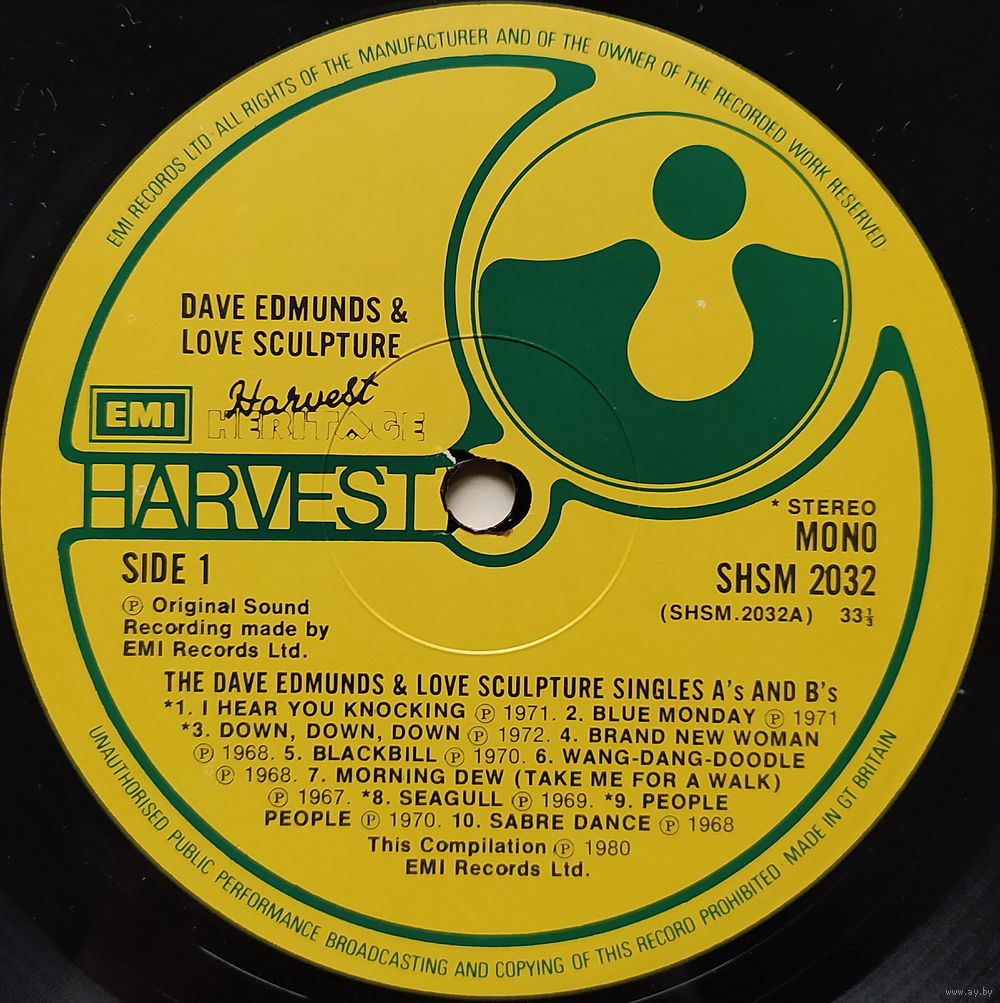 EMI RECORDS LTD· ALL RIGHTS OF THE MANUFACTURER AND OF THE OWNER OF THE RECORDED WORK RESERVED·
DAVE EDMUNDS &
LOVE SCULPTURE
Harvest
EMI
HERITAGE
HARVEST
* STEREO
MONO
SIDE 1
SHSM 2032
(SHSM.2032A) 33⅓
Ⓟ Original Sound
Recording made by
EMI Records Ltd.
THE DAVE EDMUNDS & LOVE SCULPTURE SINGLES A's AND B's
*1. I HEAR YOU KNOCKING Ⓟ 1971. 2. BLUE MONDAY Ⓟ 1971
*3. DOWN, DOWN, DOWN Ⓟ 1972. 4. BRAND NEW WOMAN
Ⓟ 1968. 5. BLACKBILL Ⓟ 1970. 6. WANG-DANG-DOODLE
Ⓟ 1968. 7. MORNING DEW (TAKE ME FOR A WALK)
Ⓟ 1967. *8. SEAGULL Ⓟ 1969. *9. PEOPLE
PEOPLE Ⓟ 1970. 10. SABRE DANCE Ⓟ 1968
This Compilation Ⓟ 1980
EMI Records Ltd.
UNAUTHORISED PUBLIC PERFORMANCE BROADCASTING AND COPYING OF THIS RECORD PROHIBITED· MADE IN GT BRITAIN
www.ay.by